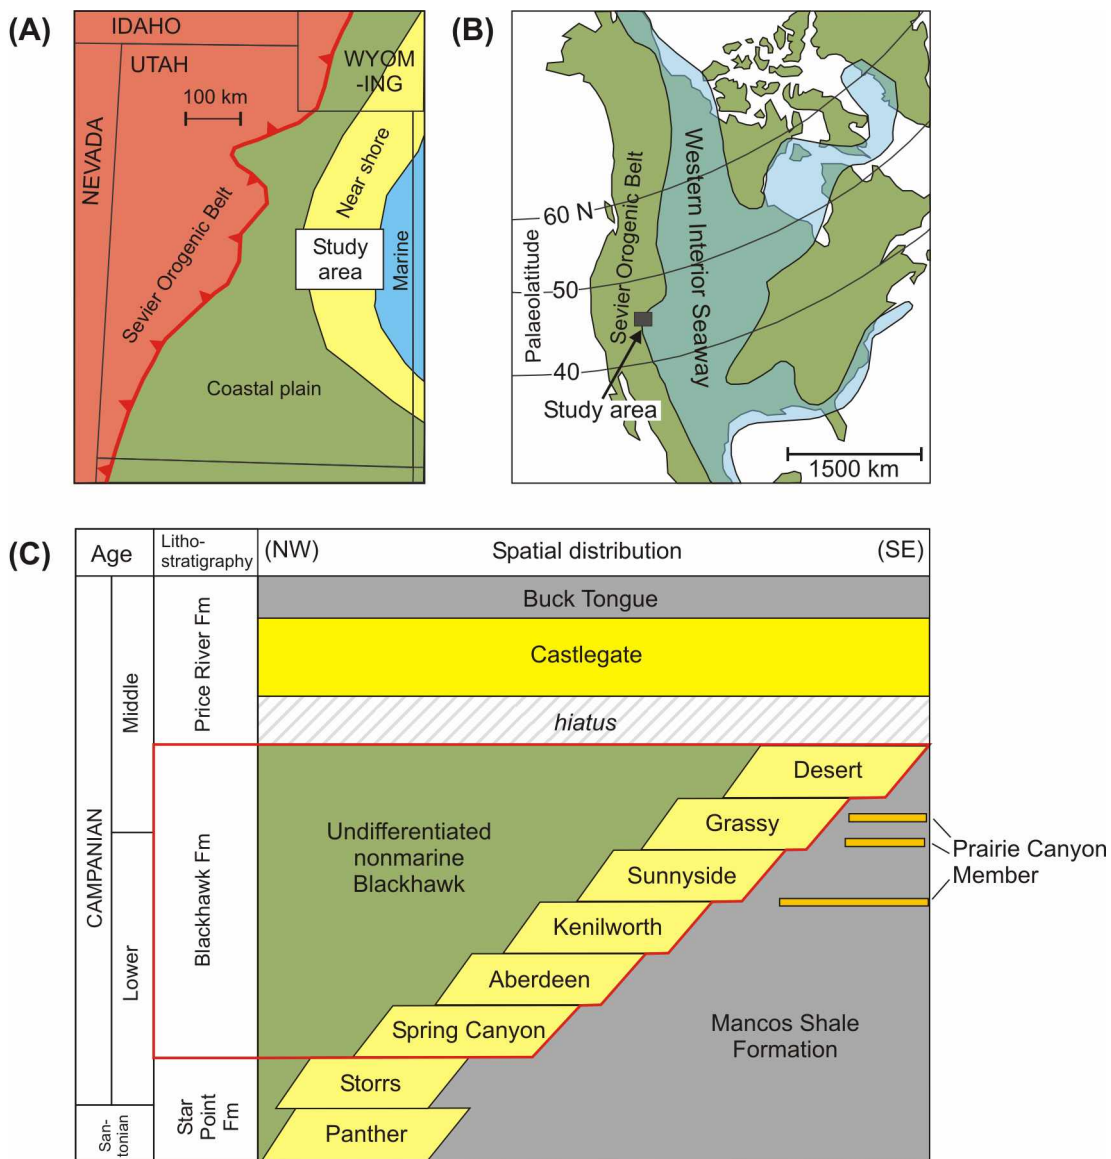 (A)
IDAHO
UTAH
WYOM
-ING
100 km
NEVADA
Near shore
Sevier Orogenic Belt
Study
area
Marine
Coastal plain
(B)
Western Interior Seaway
Sevier Orogenic Belt
Palaeolatitude
60 N
50
40
Study area
1500 km
(C)
Age
Litho-
stratigraphy
(NW)
Spatial distribution
(SE)
CAMPANIAN
Middle
Lower
San-
tonian
Price River Fm
Blackhawk Fm
Star
Point
Fm
Buck Tongue
Castlegate
hiatus
Undifferentiated
nonmarine
Blackhawk
Desert
Grassy
Sunnyside
Kenilworth
Aberdeen
Spring Canyon
Storrs
Panther
Prairie Canyon
Member
Mancos Shale
Formation